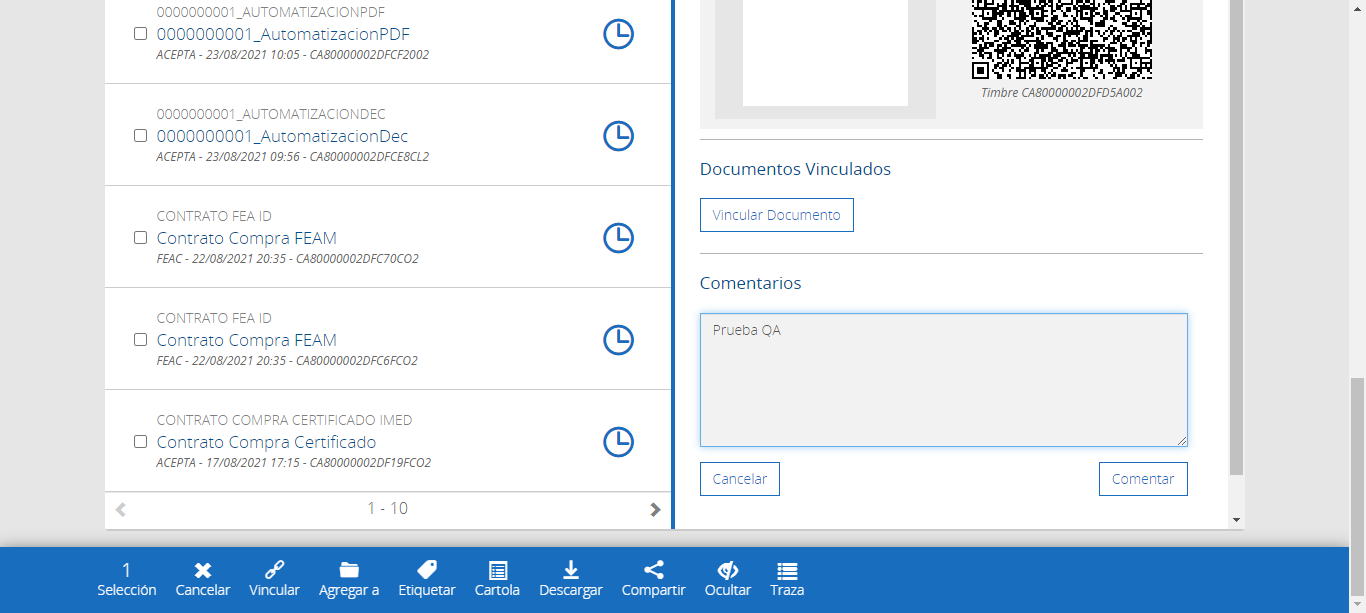 0000000001_AUTOMATIZACIONPDF
0000000001_AutomatizacionPDF
ACEPTA - 23/08/2021 10:05 - CA80000002DFCF2002
0000000001_AUTOMATIZACIONDEC
0000000001_AutomatizacionDec
ACEPTA - 23/08/2021 09:56 - CA80000002DFCE8CL2
CONTRATO FEA ID
Contrato Compra FEAM
FEAC - 22/08/2021 20:35 - CA80000002DFC70CO2
CONTRATO FEA ID
Contrato Compra FEAM
FEAC - 22/08/2021 20:35 - CA80000002DFC6FCO2
CONTRATO COMPRA CERTIFICADO IMED
Contrato Compra Certificado
ACEPTA - 17/08/2021 17:15 - CA80000002DF19FCO2
1 - 10
Timbre CA80000002DFD5A002
Documentos Vinculados
Vincular Documento
Comentarios
Prueba QA
Cancelar
Comentar
1
Selección
Cancelar
Vincular
Agregar a
Etiquetar
Cartola
Descargar
Compartir
Ocultar
Traza